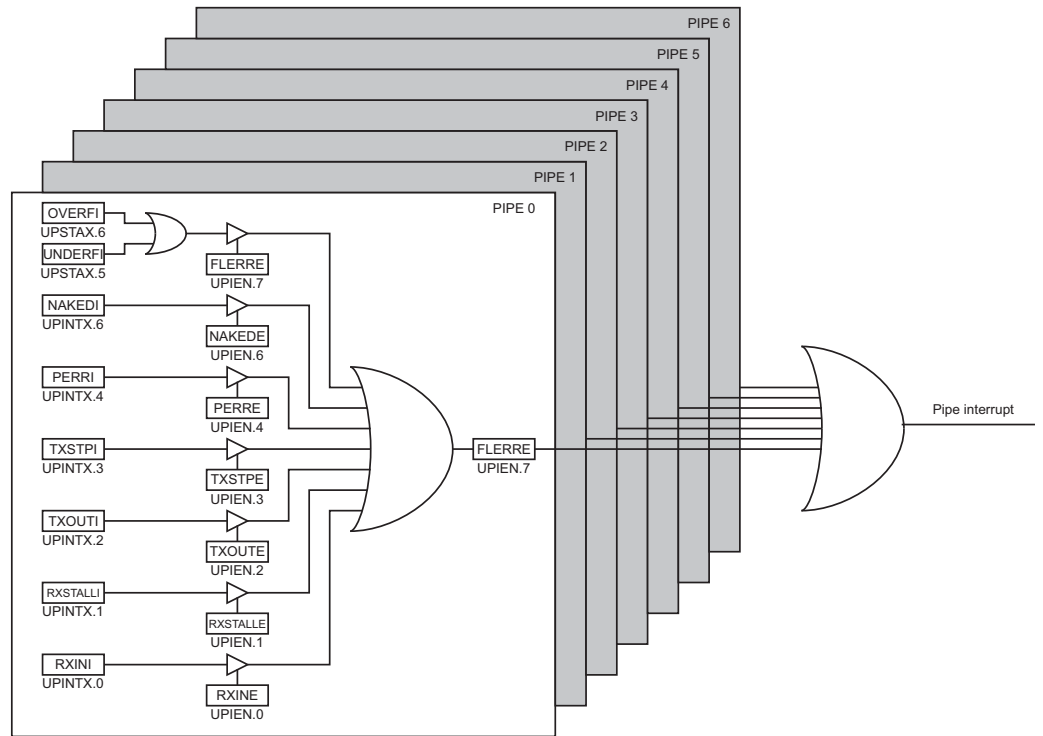 PIPE 6
PIPE 5
PIPE 4
PIPE 3
PIPE 2
PIPE 1
PIPE 0
OVERFI
UPSTAX.6
UNDERFI
UPSTAX.5
FLERRE
UPIEN.7
NAKEDI
UPINTX.6
NAKEDE
UPIEN.6
PERRI
UPINTX.4
PERRE
UPIEN.4
TXSTPI
UPINTX.3
TXSTPE
UPIEN.3
TXOUTI
UPINTX.2
TXOUTE
UPIEN.2
RXSTALLI
UPINTX.1
RXSTALLE
UPIEN.1
RXINI
UPINTX.0
RXINE
UPIEN.0
FLERRE
UPIEN.7
Pipe interrupt